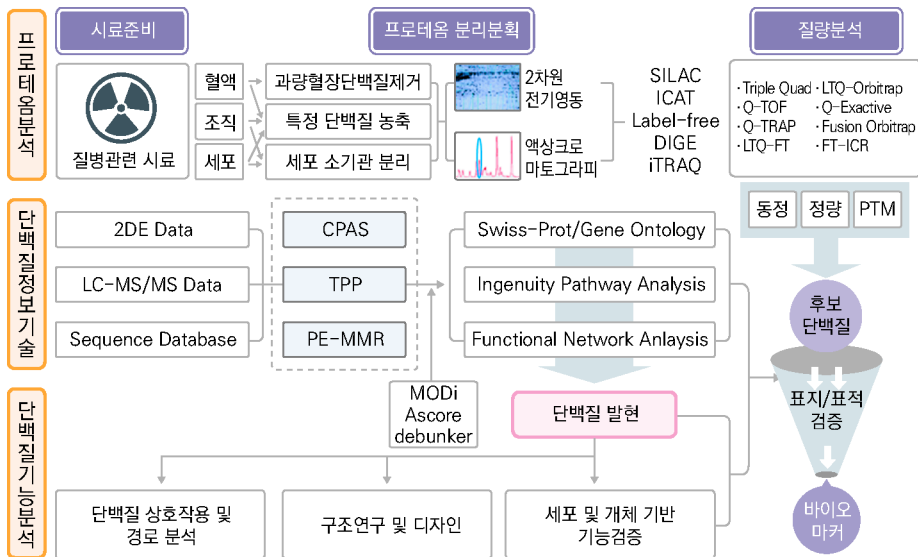 프로테옴분석
시료준비
프로테옴 분리분획
질량분석
질병관련 시료
혈액
조직
세포
과량혈장단백질제거
특정 단백질 농축
세포 소기관 분리
2차원
전기영동
액상크로
마토그라피
SILAC
ICAT
Label-free
DIGE
iTRAQ
· Triple Quad · LTQ-Orbitrap
· Q-TOF · Q-Exactive
· Q-TRAP · Fusion Orbitrap
· LTQ-FT · FT-ICR
동정
정량
PTM
단백질정보기술
2DE Data
LC-MS/MS Data
Sequence Database
CPAS
TPP
PE-MMR
MODi
Ascore
debunker
Swiss-Prot/Gene Ontology
Ingenuity Pathway Analysis
Functional Network Anlaysis
후보
단백질
표지/표적
검증
바이오
마커
단백질기능분석
단백질 발현
단백질 상호작용 및
경로 분석
구조연구 및 디자인
세포 및 개체 기반
기능검증